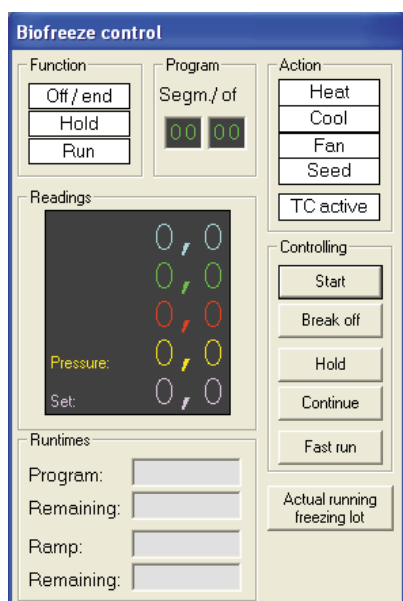 Biofreeze control
Function
Off / end
Hold
Run
Program
Segm./ of
00 00
Action
Heat
Cool
Fan
Seed
TC active
Readings
0,0
0,0
0,0
Pressure: 0,0
Set: 0,0
Controlling
Start
Break off
Hold
Continue
Fast run
Runtimes
Program:
Remaining:
Ramp:
Remaining:
Actual running
freezing lot